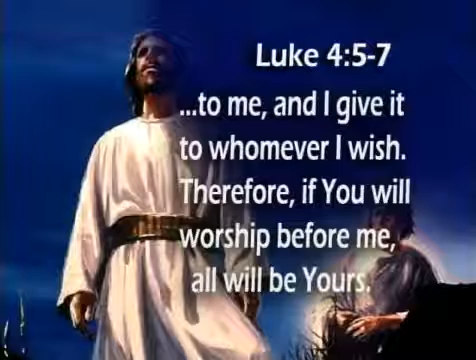 Luke 4:5-7
...to me, and I give it
to whomever I wish.
Therefore, if You will
worship before me,
all will be Yours.